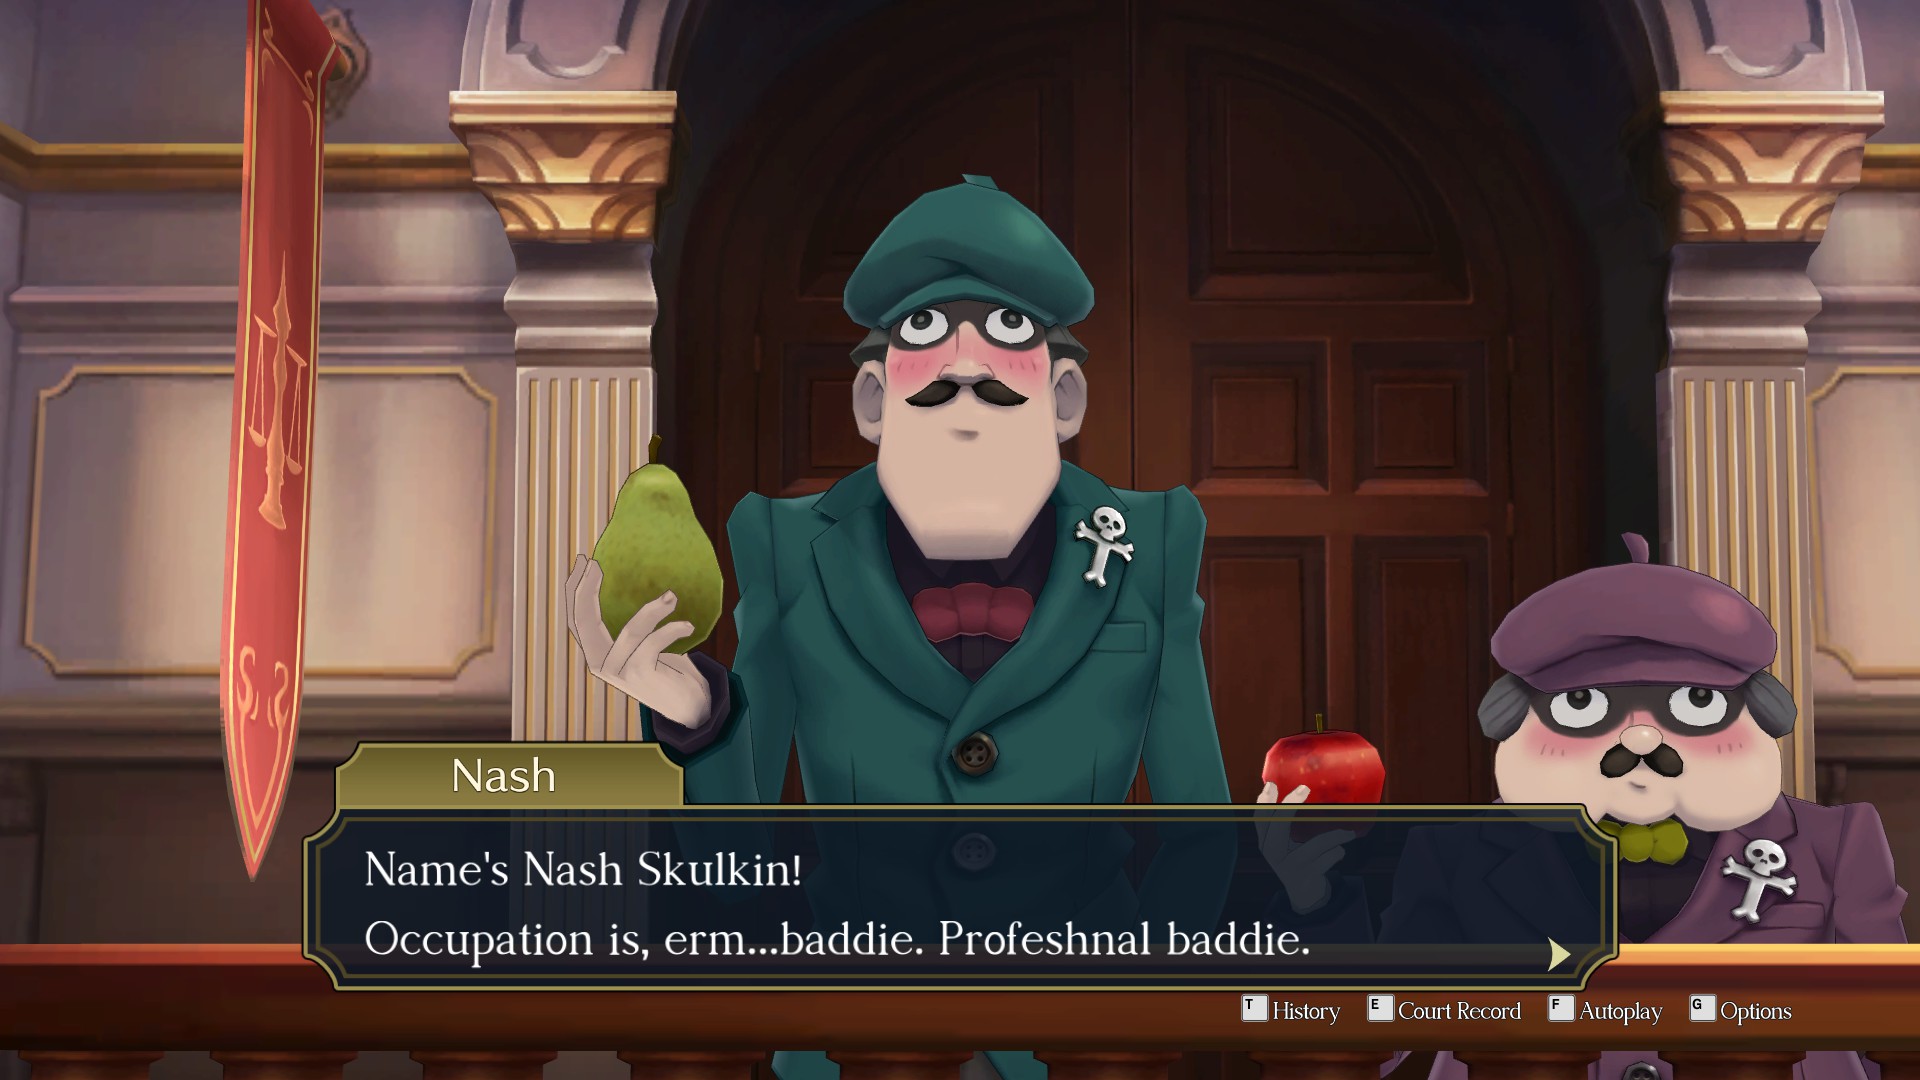 Nash
Name's Nash Skulkin!
Occupation is, erm...baddie. Profeshnal baddie.
T History E Court Record F Autoplay G Options